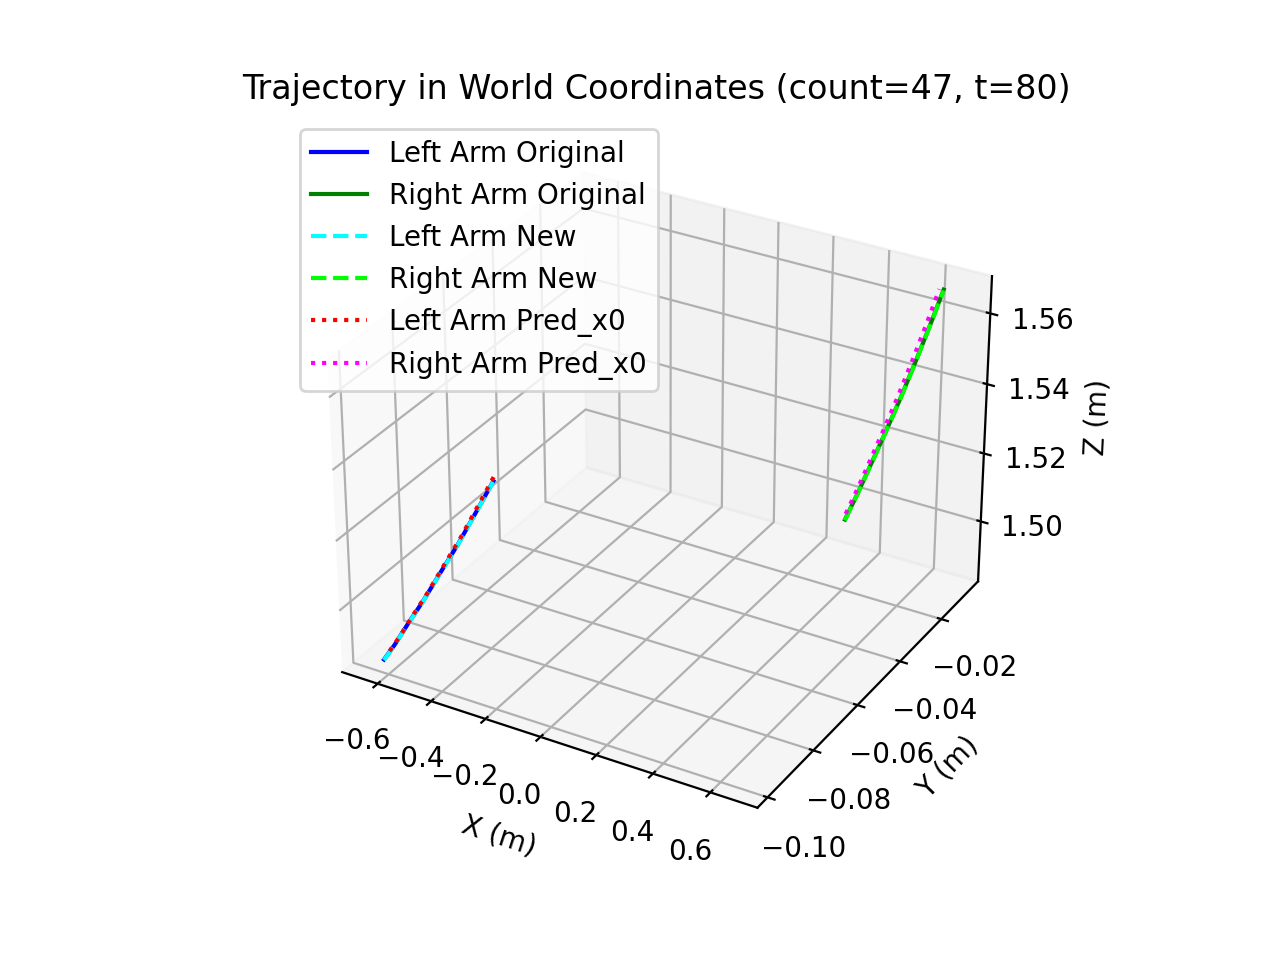 Trajectory in World Coordinates (count=47, t=80)
Left Arm Original
Right Arm Original
Left Arm New
Right Arm New
Left Arm Pred_x0
Right Arm Pred_x0
1.56
1.54
1.52
1.50
Z (m)
−0.02
−0.04
−0.06
−0.08
−0.10
Y (m)
−0.6
−0.4
−0.2
0.0
0.2
0.4
0.6
X (m)